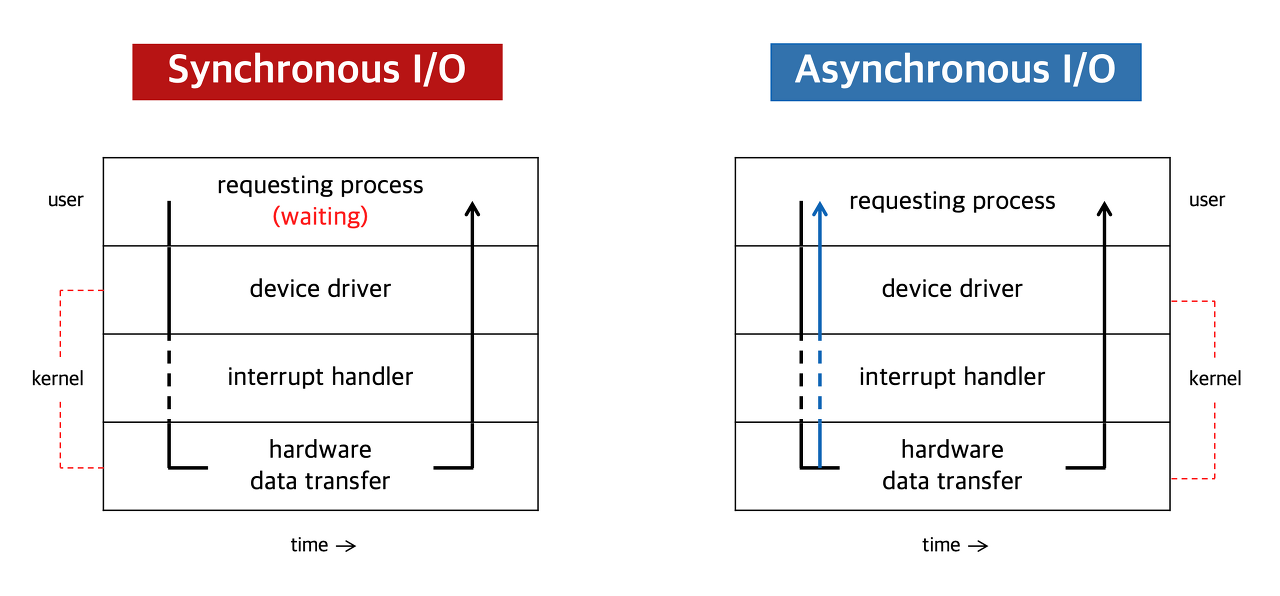 Synchronous I/O
user
requesting process
(waiting)
device driver
kernel
interrupt handler
hardware
data transfer
time →
Asynchronous I/O
requesting process
user
device driver
interrupt handler
kernel
hardware
data transfer
time →